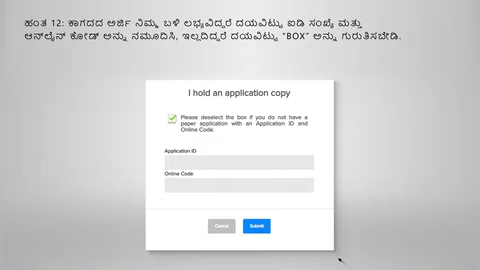 ಹಂತ 12: ಕಾಗದದ ಅರ್ಜಿ ನಿಮ್ಮ ಬಳಿ ಲಭ್ಯವಿದ್ದರೆ ದಯವಿಟ್ಟು ಐಡಿ ಸಂಖ್ಯೆ ಮತ್ತು
ಆನ್‌ಲೈನ್ ಕೋಡ್ ಅನ್ನು ನಮೂದಿಸಿ, ಇಲ್ಲದಿದ್ದರೆ ದಯವಿಟ್ಟು "BOX" ಅನ್ನು ಗುರುತಿಸಬೇಡಿ.
I hold an application copy
Please deselect the box if you do not have a
paper application with an Application ID and
Online Code.
Application ID
Online Code
Cancel Submit